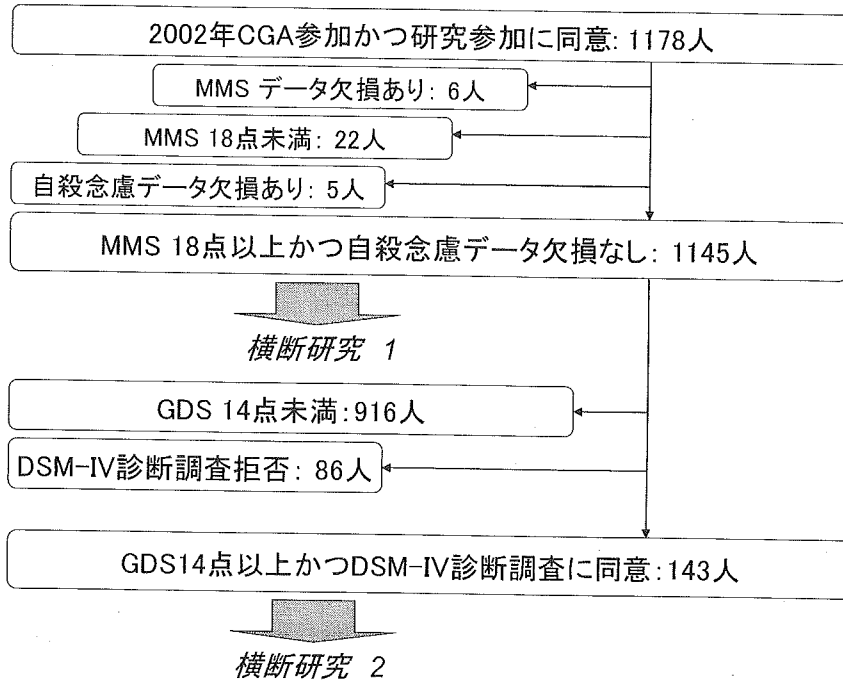 2002年CGA参加かつ研究参加に同意: 1178人
MMS データ欠損あり: 6人
MMS 18点未満: 22人
自殺念慮データ欠損あり: 5人
MMS 18点以上かつ自殺念慮データ欠損なし: 1145人
横断研究 1
GDS 14点未満:916人
DSM-IV診断調査拒否: 86人
GDS14点以上かつDSM-IV診断調査に同意:143人
横断研究 2